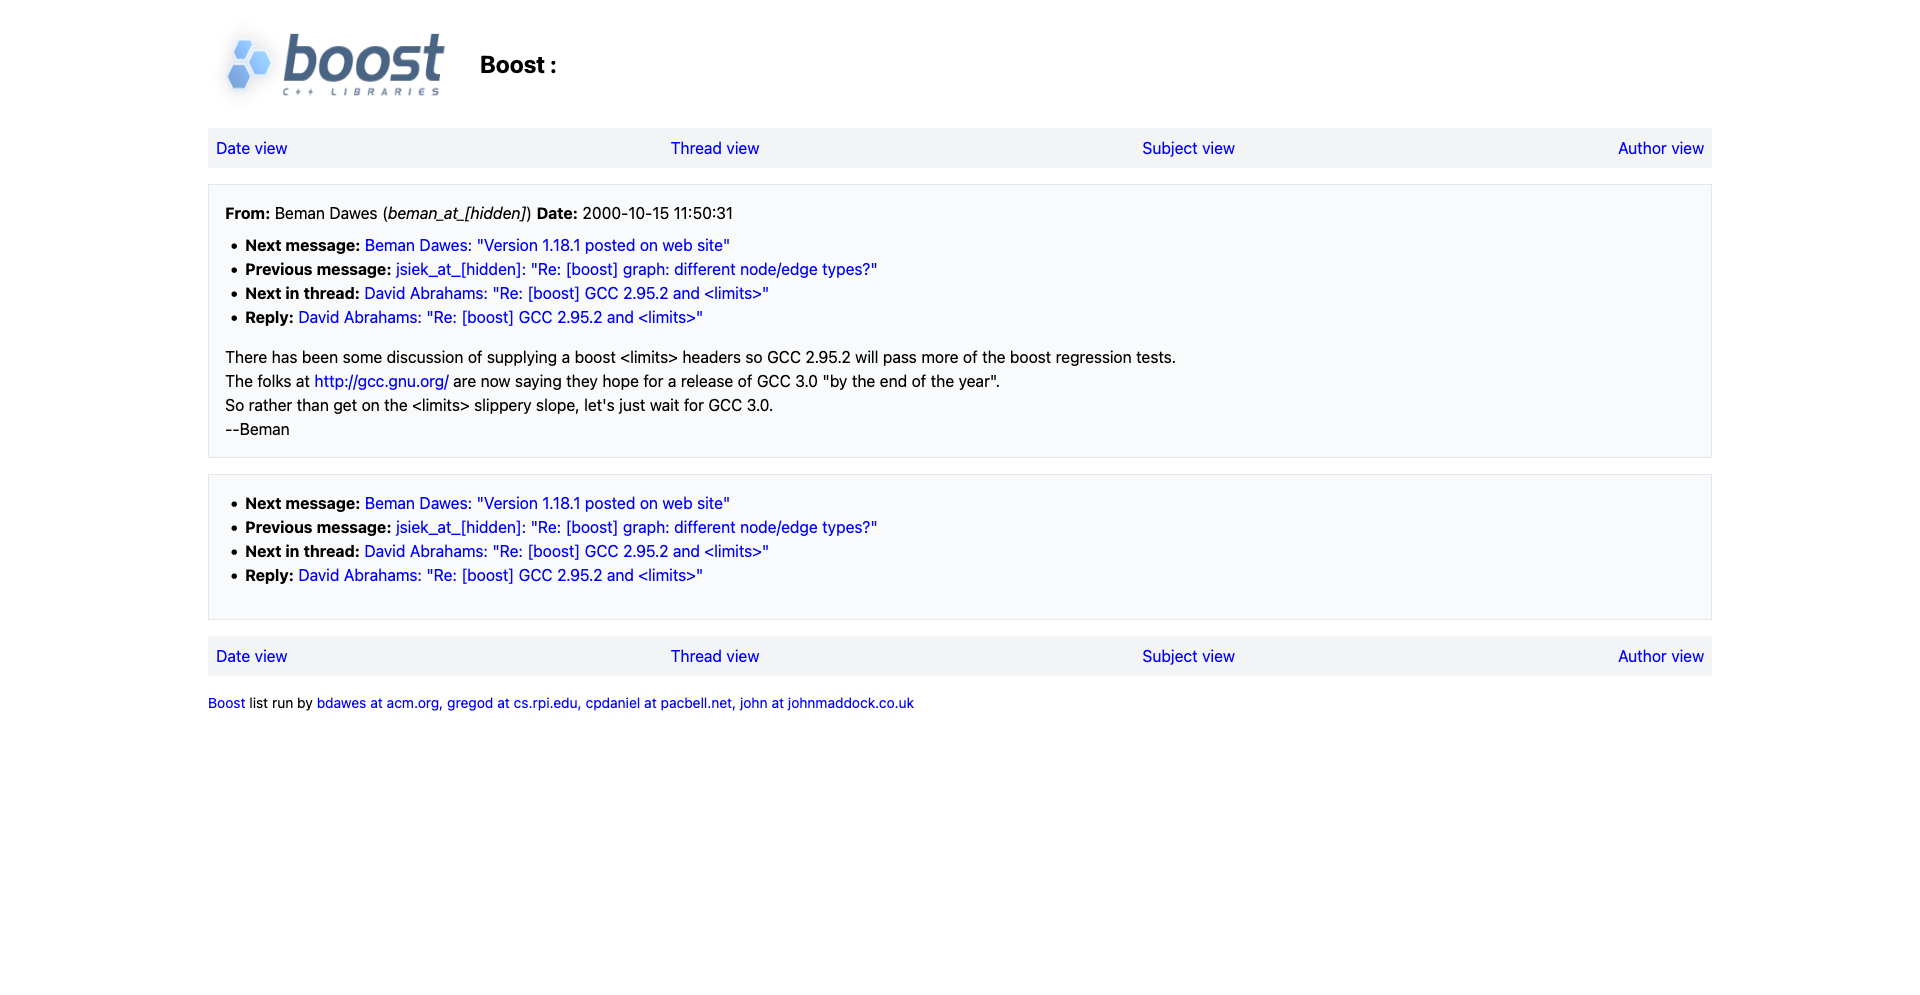 boost
C++ LIBRARIES
Boost :
Date view Thread view Subject view Author view
From: Beman Dawes (beman_at_[hidden]) Date: 2000-10-15 11:50:31
• Next message: Beman Dawes: "Version 1.18.1 posted on web site"
• Previous message: jsiek_at_[hidden]: "Re: [boost] graph: different node/edge types?"
• Next in thread: David Abrahams: "Re: [boost] GCC 2.95.2 and <limits>"
• Reply: David Abrahams: "Re: [boost] GCC 2.95.2 and <limits>"
There has been some discussion of supplying a boost <limits> headers so GCC 2.95.2 will pass more of the boost regression tests.
The folks at http://gcc.gnu.org/ are now saying they hope for a release of GCC 3.0 "by the end of the year".
So rather than get on the <limits> slippery slope, let's just wait for GCC 3.0.
--Beman
• Next message: Beman Dawes: "Version 1.18.1 posted on web site"
• Previous message: jsiek_at_[hidden]: "Re: [boost] graph: different node/edge types?"
• Next in thread: David Abrahams: "Re: [boost] GCC 2.95.2 and <limits>"
• Reply: David Abrahams: "Re: [boost] GCC 2.95.2 and <limits>"
Date view Thread view Subject view Author view
Boost list run by bdawes at acm.org, gregod at cs.rpi.edu, cpdaniel at pacbell.net, john at johnmaddock.co.uk